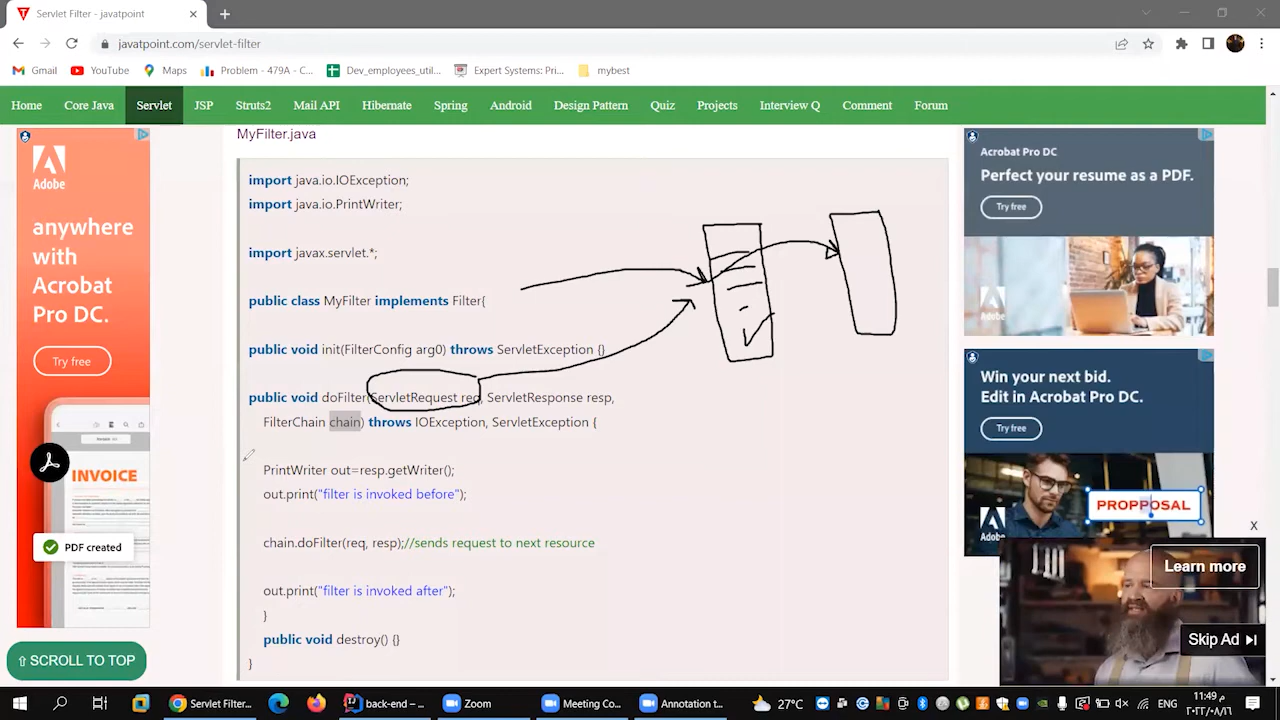 Servlet Filter - javatpoint
javatpoint.com/servlet-filter
Gmail YouTube Maps Problem - 479A - C... Dev_employees_util... Expert Systems: Pri... mybest
Home Core Java Servlet JSP Struts2 Mail API Hibernate Spring Android Design Pattern Quiz Projects Interview Q Comment Forum
MyFilter.java
import java.io.IOException;
import java.io.PrintWriter;
import javax.servlet.*;
public class MyFilter implements Filter{
public void init(FilterConfig arg0) throws ServletException {}
public void doFilter(ServletRequest req, ServletResponse resp,
FilterChain chain) throws IOException, ServletException {
PrintWriter out=resp.getWriter();
out.print("filter is invoked before");
chain.doFilter(req, resp);//sends request to next resource
out.print("filter is invoked after");
}
public void destroy() {}
}
Adobe
anywhere
with
Acrobat
Pro DC.
Try free
INVOICE
PDF created
⇧ SCROLL TO TOP
Acrobat Pro DC
Perfect your resume as a PDF.
Try free
Adobe
Win your next bid.
Edit in Acrobat Pro DC.
Try free
PROPPOSAL
Adobe
X
Learn more
Skip Ad
Servlet Filter... back-end – ... Zoom Meeting Co... Annotation t... 27°C
١١:٤٩ م
٢٠٢٢/٠٨/١٦